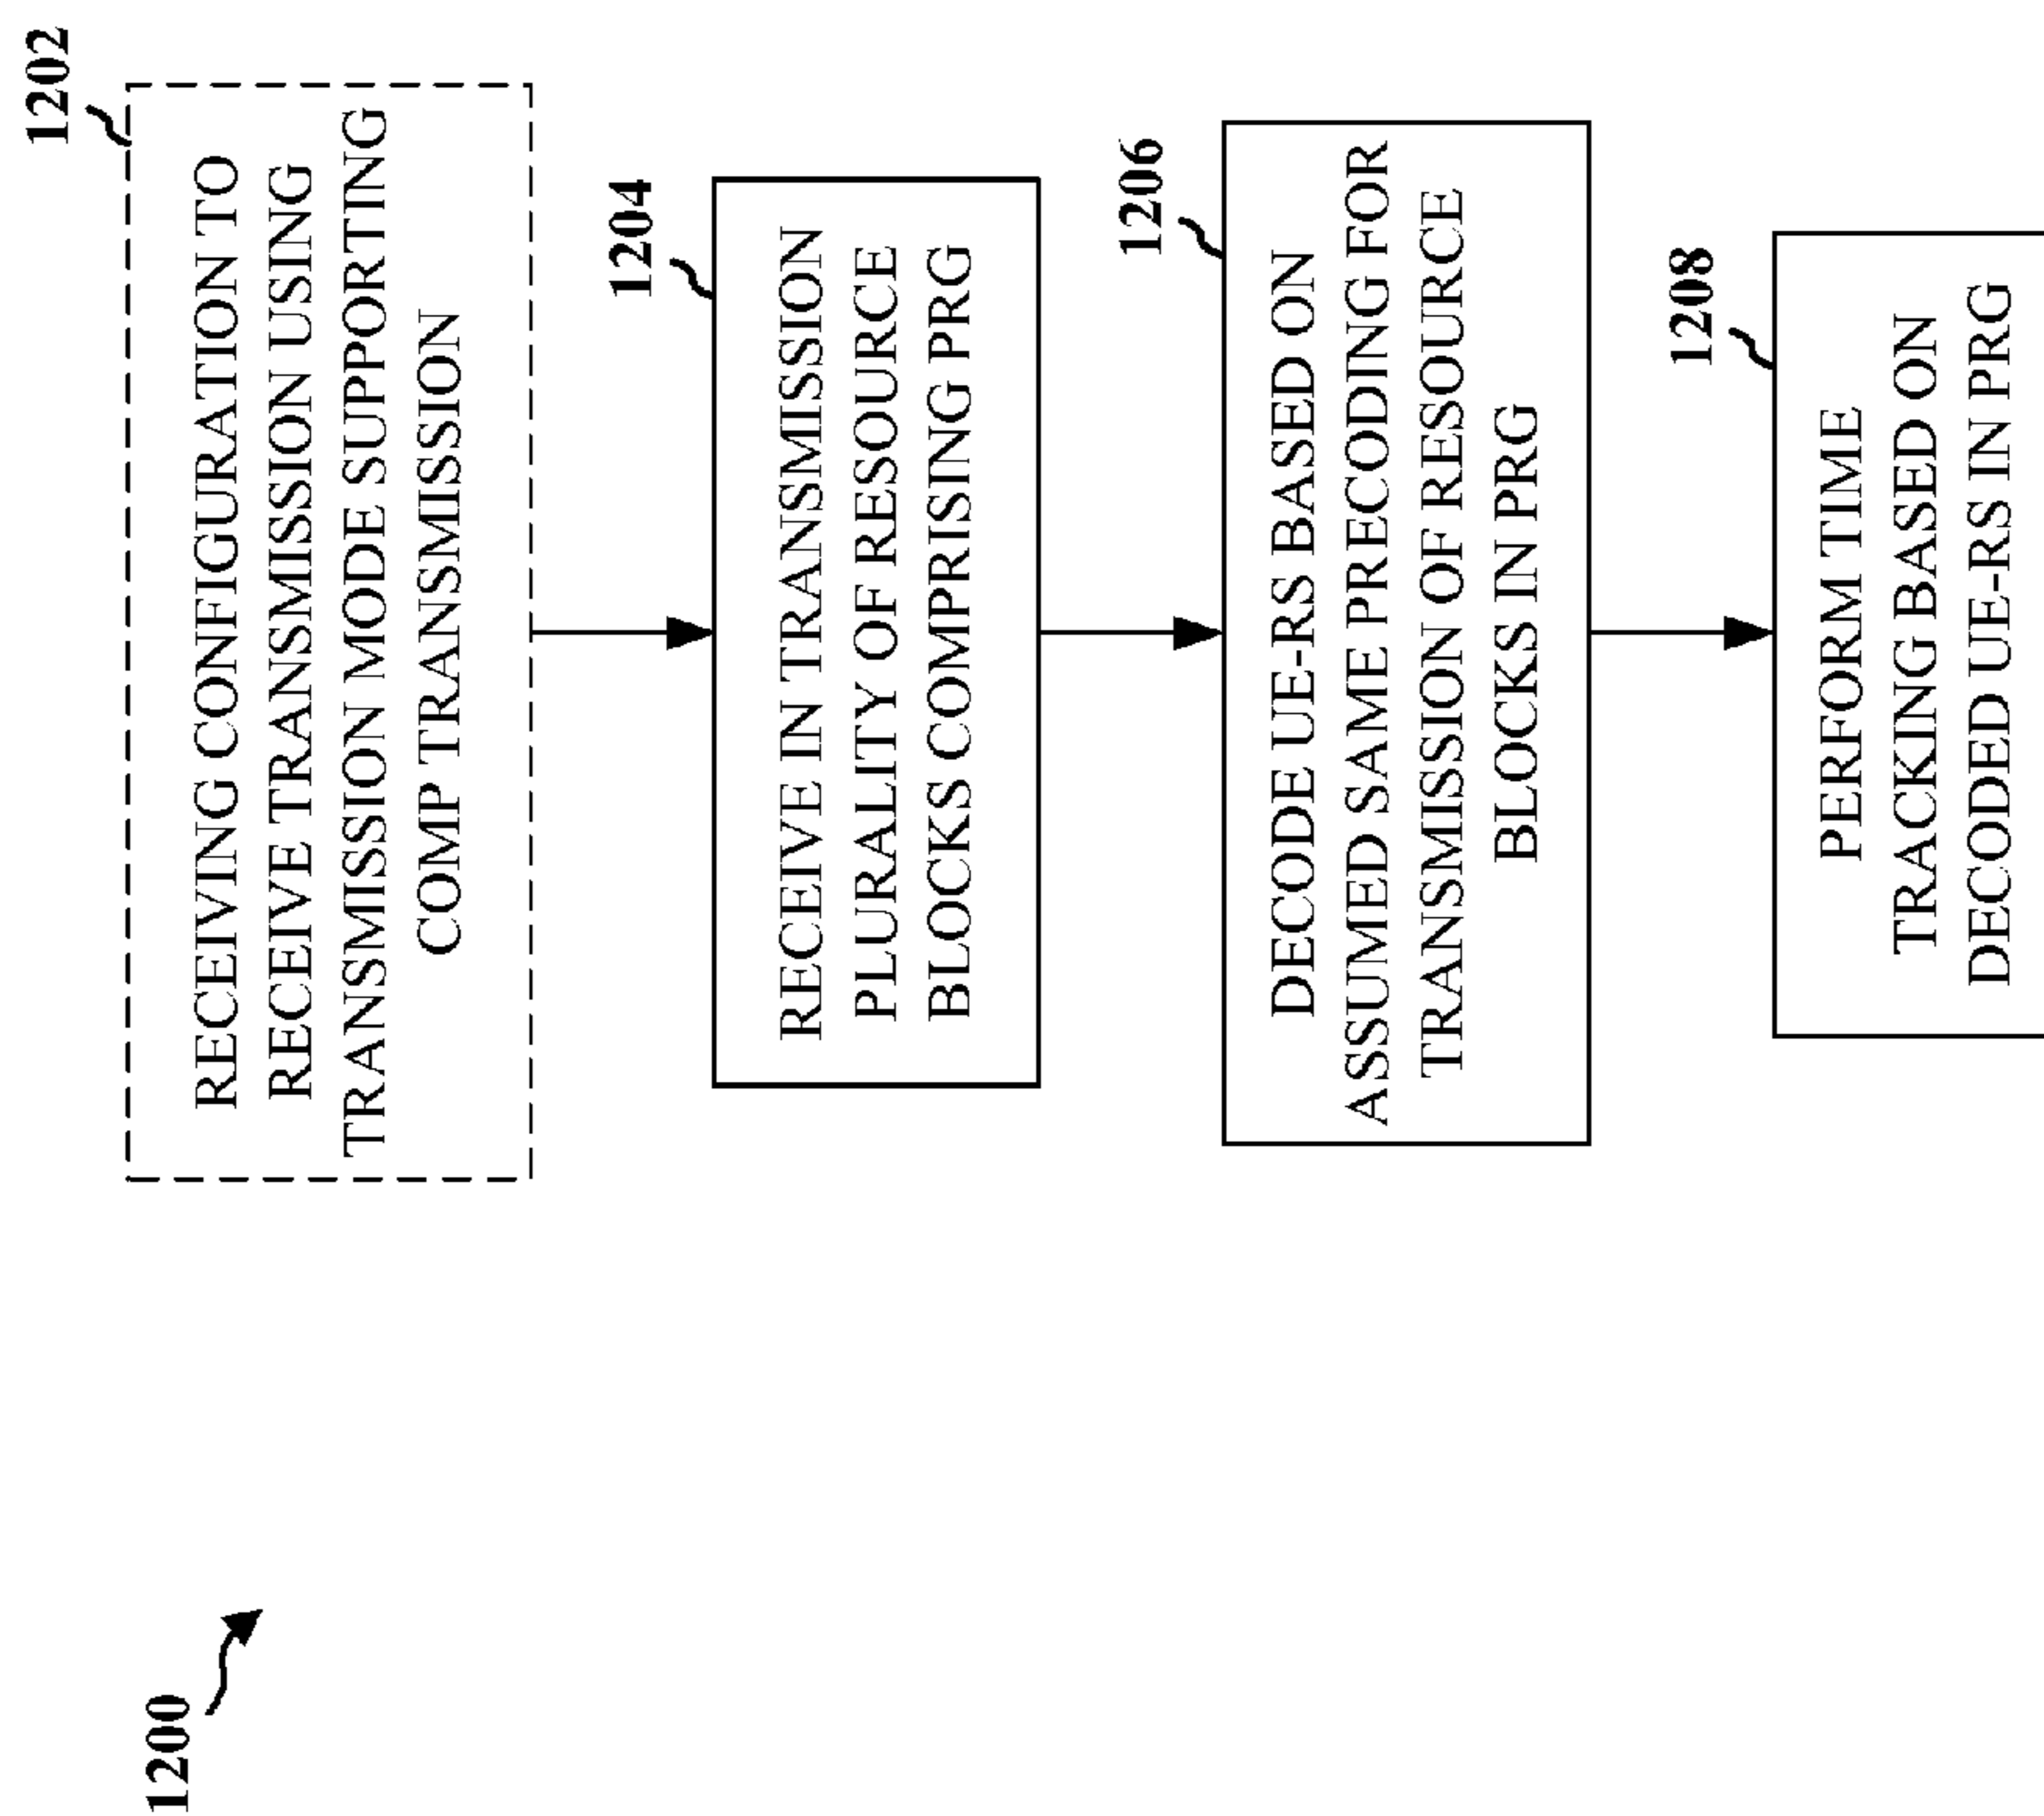 1200
1202
RECEIVING CONFIGURATION TO
RECEIVE TRANSMISSION USING
TRANSMISSION MODE SUPPORTING
COMP TRANSMISSION
1204
RECEIVE IN TRANSMISSION
PLURALITY OF RESOURCE
BLOCKS COMPRISING PRG
1206
DECODE UE-RS BASED ON
ASSUMED SAME PRECODING FOR
TRANSMISSION OF RESOURCE
BLOCKS IN PRG
1208
PERFORM TIME
TRACKING BASED ON
DECODED UE-RS IN PRG